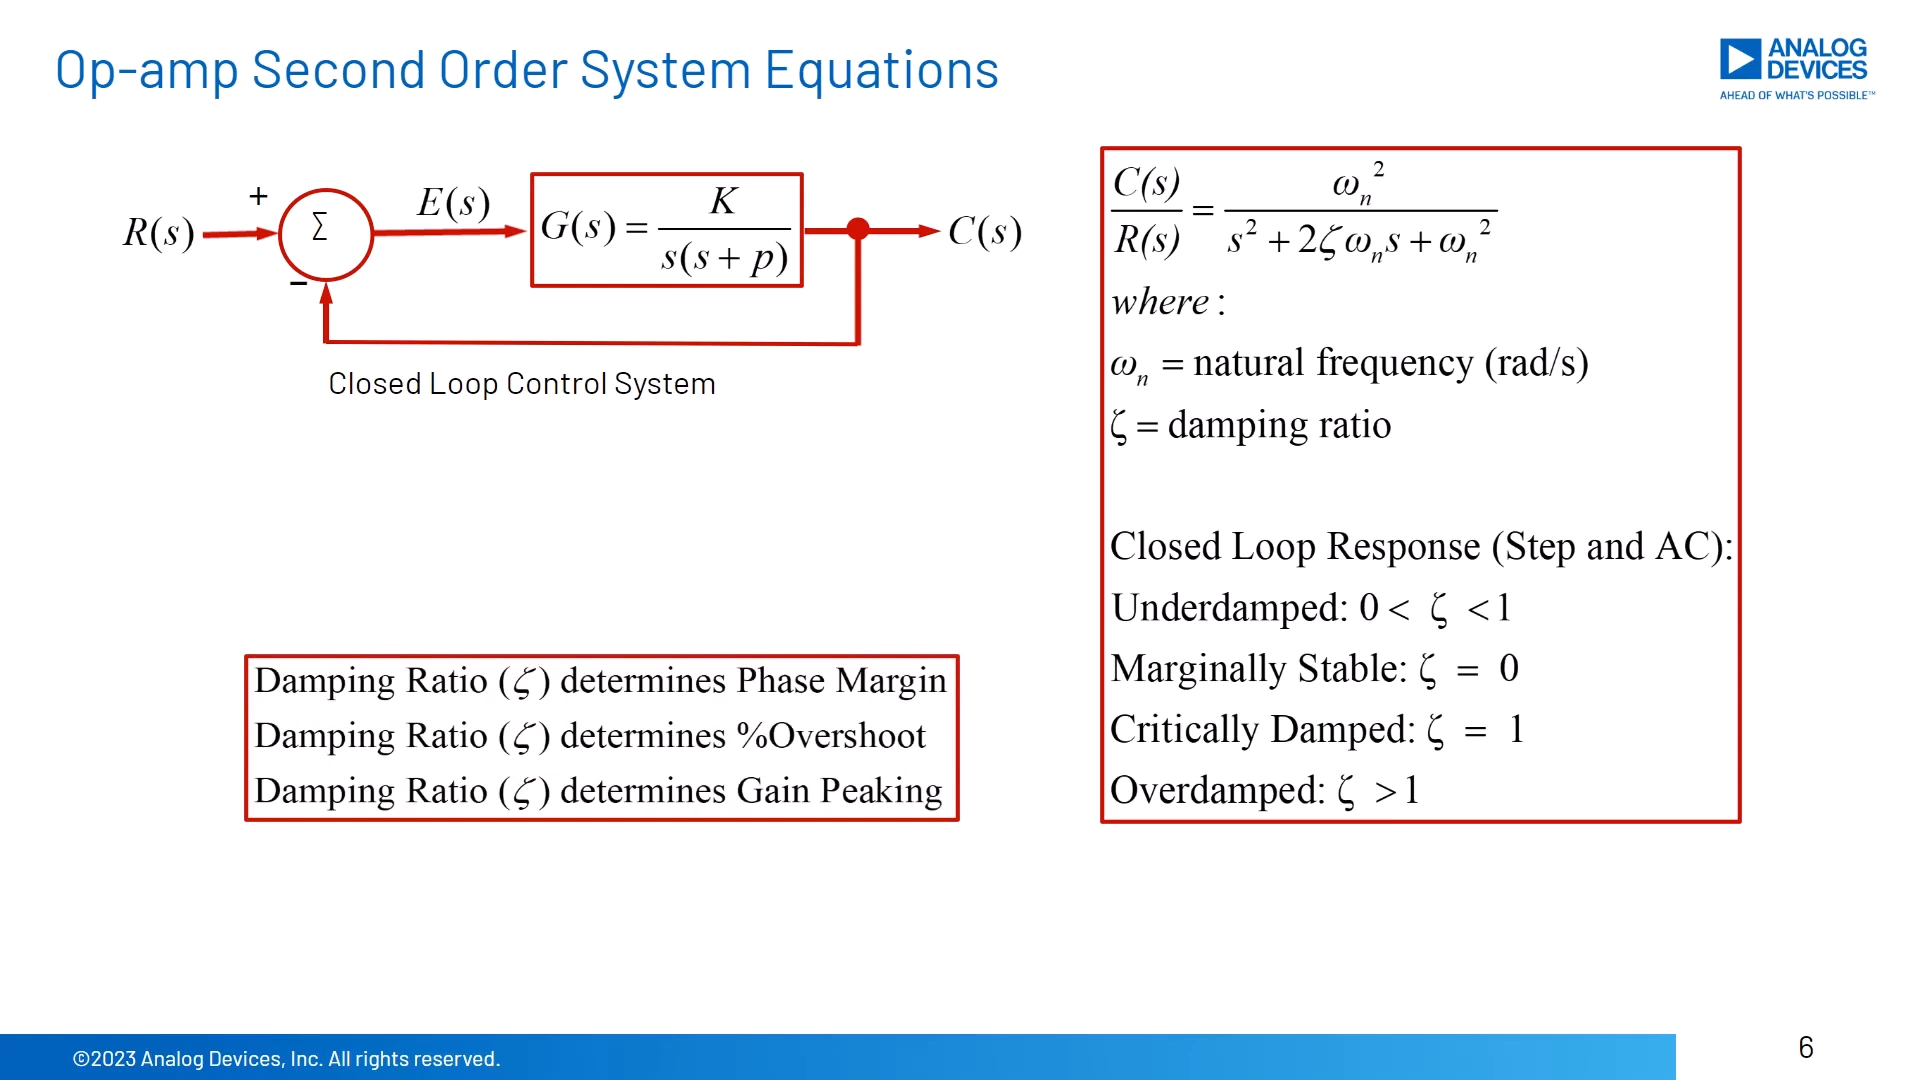 Op-amp Second Order System Equations
ANALOG
DEVICES
AHEAD OF WHAT'S POSSIBLE™
R(s)
+
∑
−
E(s)
G(s) = K / s(s + p)
C(s)
Closed Loop Control System
C(s)/R(s) = ωₙ² / s² + 2ζωₙs + ωₙ²
where :
ωₙ = natural frequency (rad/s)
ζ = damping ratio
Closed Loop Response (Step and AC):
Underdamped: 0 < ζ < 1
Marginally Stable: ζ = 0
Critically Damped: ζ = 1
Overdamped: ζ > 1
Damping Ratio (ζ) determines Phase Margin
Damping Ratio (ζ) determines %Overshoot
Damping Ratio (ζ) determines Gain Peaking
©2023 Analog Devices, Inc. All rights reserved.
6